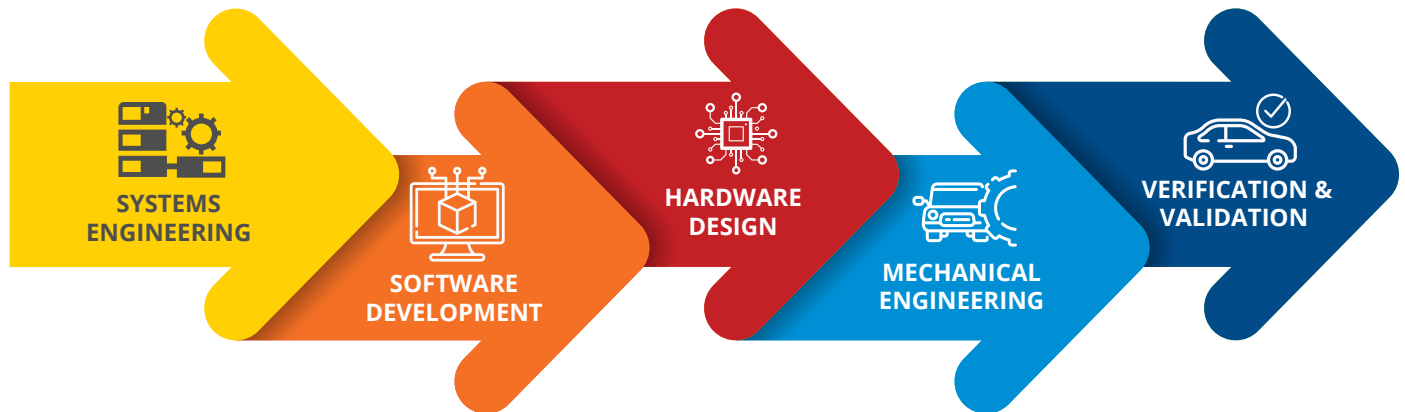 SYSTEMS
ENGINEERING
SOFTWARE
DEVELOPMENT
HARDWARE
DESIGN
MECHANICAL
ENGINEERING
VERIFICATION &
VALIDATION